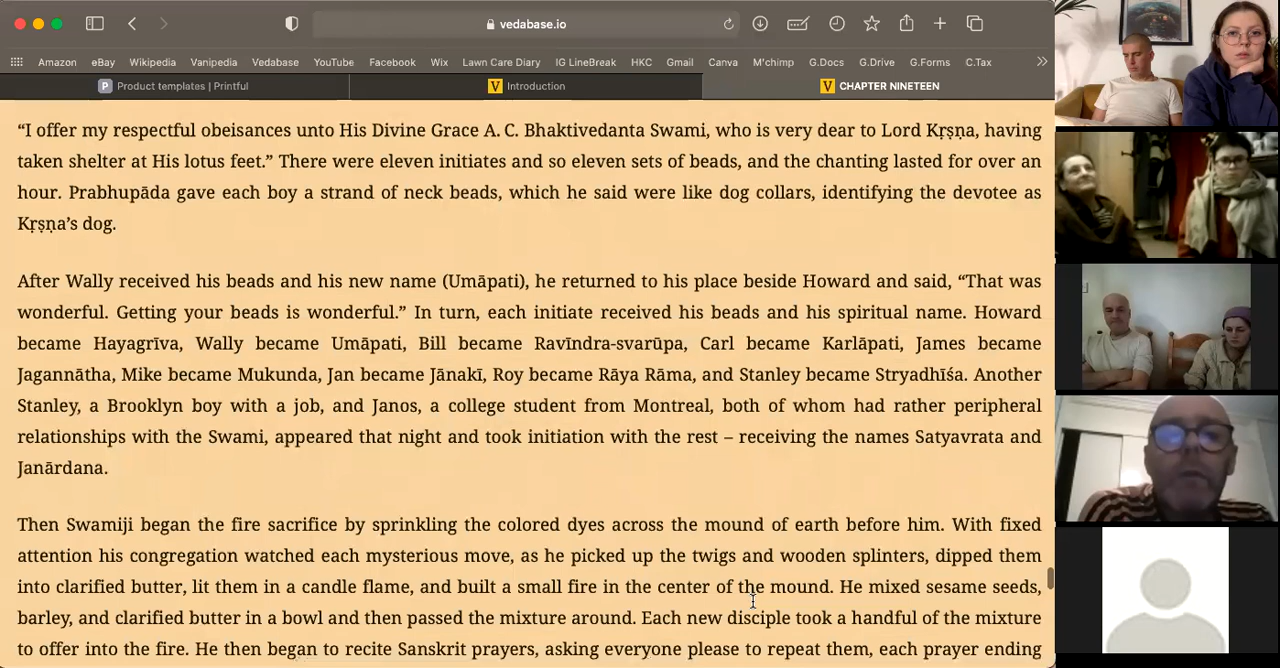 vedabase.io
Amazon eBay Wikipedia Vanipedia Vedabase YouTube Facebook Wix Lawn Care Diary IG LineBreak HKC Gmail Canva M'chimp G.Docs G.Drive G.Forms C.Tax
P Product templates | Printful V Introduction V CHAPTER NINETEEN
“I offer my respectful obeisances unto His Divine Grace A. C. Bhaktivedanta Swami, who is very dear to Lord Kṛṣṇa, having
taken shelter at His lotus feet.” There were eleven initiates and so eleven sets of beads, and the chanting lasted for over an
hour. Prabhupāda gave each boy a strand of neck beads, which he said were like dog collars, identifying the devotee as
Kṛṣṇa’s dog.
After Wally received his beads and his new name (Umāpati), he returned to his place beside Howard and said, “That was
wonderful. Getting your beads is wonderful.” In turn, each initiate received his beads and his spiritual name. Howard
became Hayagrīva, Wally became Umāpati, Bill became Ravīndra-svarūpa, Carl became Karlāpati, James became
Jagannātha, Mike became Mukunda, Jan became Jānakī, Roy became Rāya Rāma, and Stanley became Stryadhīśa. Another
Stanley, a Brooklyn boy with a job, and Janos, a college student from Montreal, both of whom had rather peripheral
relationships with the Swami, appeared that night and took initiation with the rest – receiving the names Satyavrata and
Janārdana.
Then Swamiji began the fire sacrifice by sprinkling the colored dyes across the mound of earth before him. With fixed
attention his congregation watched each mysterious move, as he picked up the twigs and wooden splinters, dipped them
into clarified butter, lit them in a candle flame, and built a small fire in the center of the mound. He mixed sesame seeds,
barley, and clarified butter in a bowl and then passed the mixture around. Each new disciple took a handful of the mixture
to offer into the fire. He then began to recite Sanskrit prayers, asking everyone please to repeat them, each prayer ending